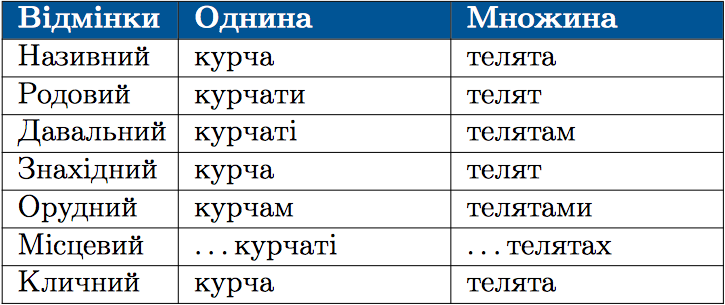 Відмінки Однина Множина
Називний курча телята
Родовий курчати телят
Давальний курчаті телятам
Знахідний курча телят
Орудний курчам телятами
Місцевий ...курчаті ...телятах
Кличний курча телята